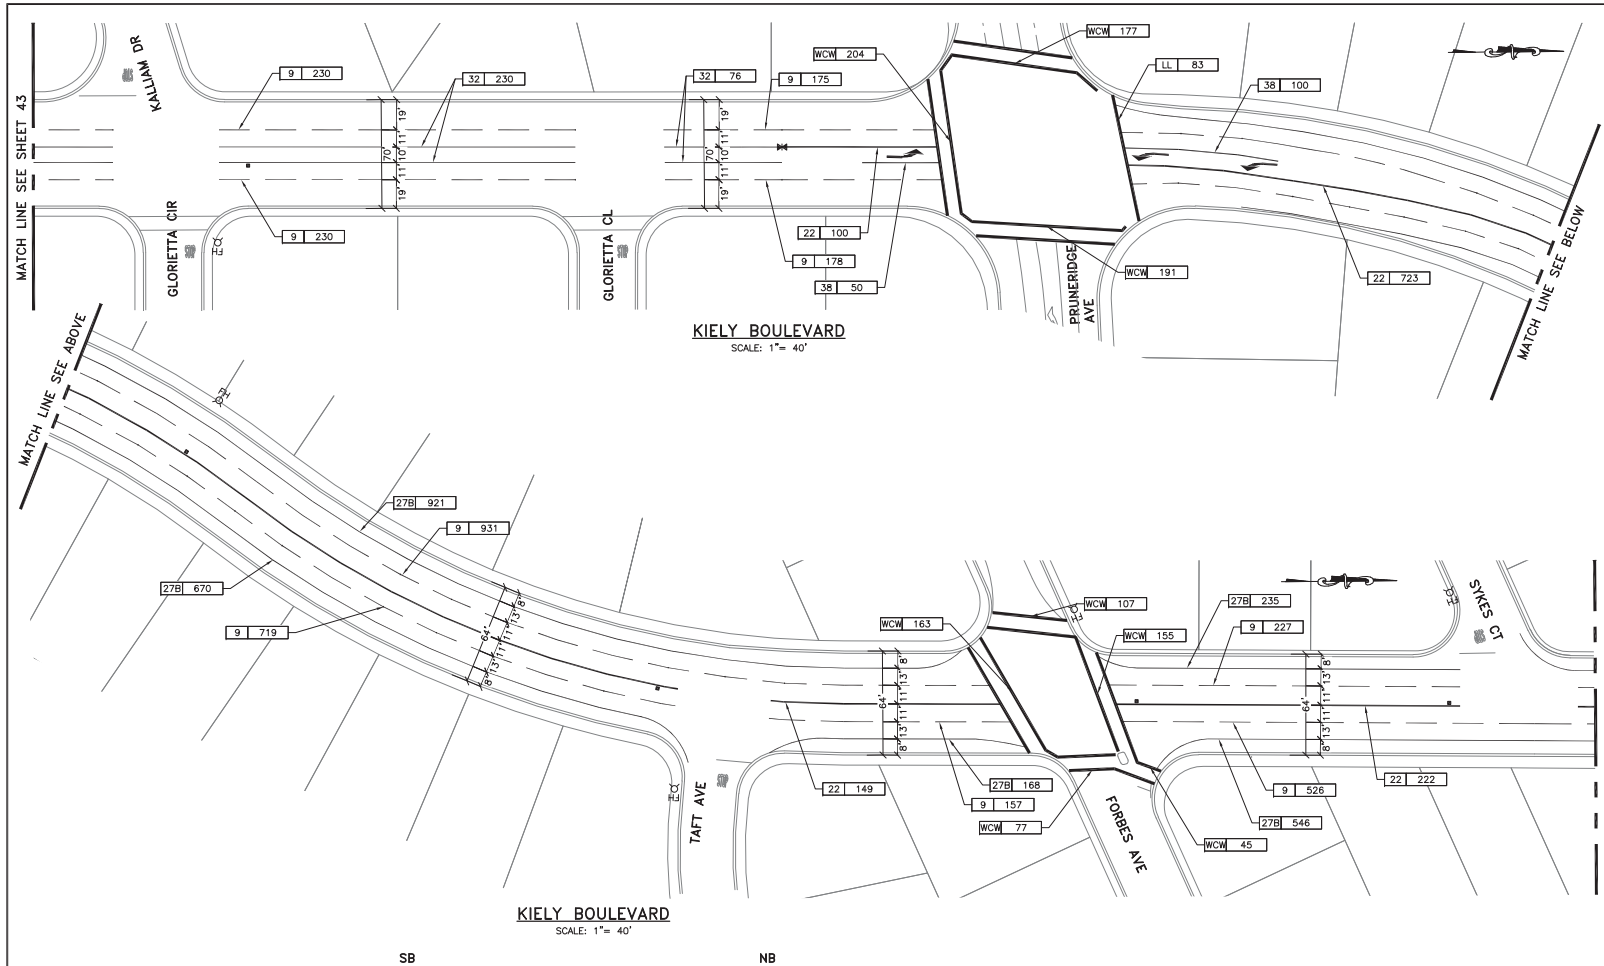 MATCH LINE SEE SHEET 43
KALLIAM DR
9 230
32 230
32 76
9 175
WCW 204
WCW 177
LL 83
38 100
19'
11'
10'
11'
19'
70'
19'
11'
10'
11'
19'
70'
GLORIETTA CIR
FH
9 230
GLORIETTA CL
22 100
9 178
38 50
PRUNERIDGE
AVE
WCW 191
22 723
MATCH LINE SEE BELOW
KIELY BOULEVARD
SCALE: 1"= 40'
MATCH LINE SEE ABOVE
FH
27B 921
9 931
27B 670
9 719
8'
13'
11'
11'
13'
8'
64'
WCW 163
WCW 107
FH
WCW 155
27B 235
9 227
FH
SYKES CT
8'
13'
11'
11'
13'
8'
64'
8'
13'
11'
11'
13'
8'
64'
FH
TAFT AVE
22 149
27B 168
9 157
WCW 77
FORBES AVE
22 222
9 526
27B 546
WCW 45
KIELY BOULEVARD
SCALE: 1"= 40'
SB NB